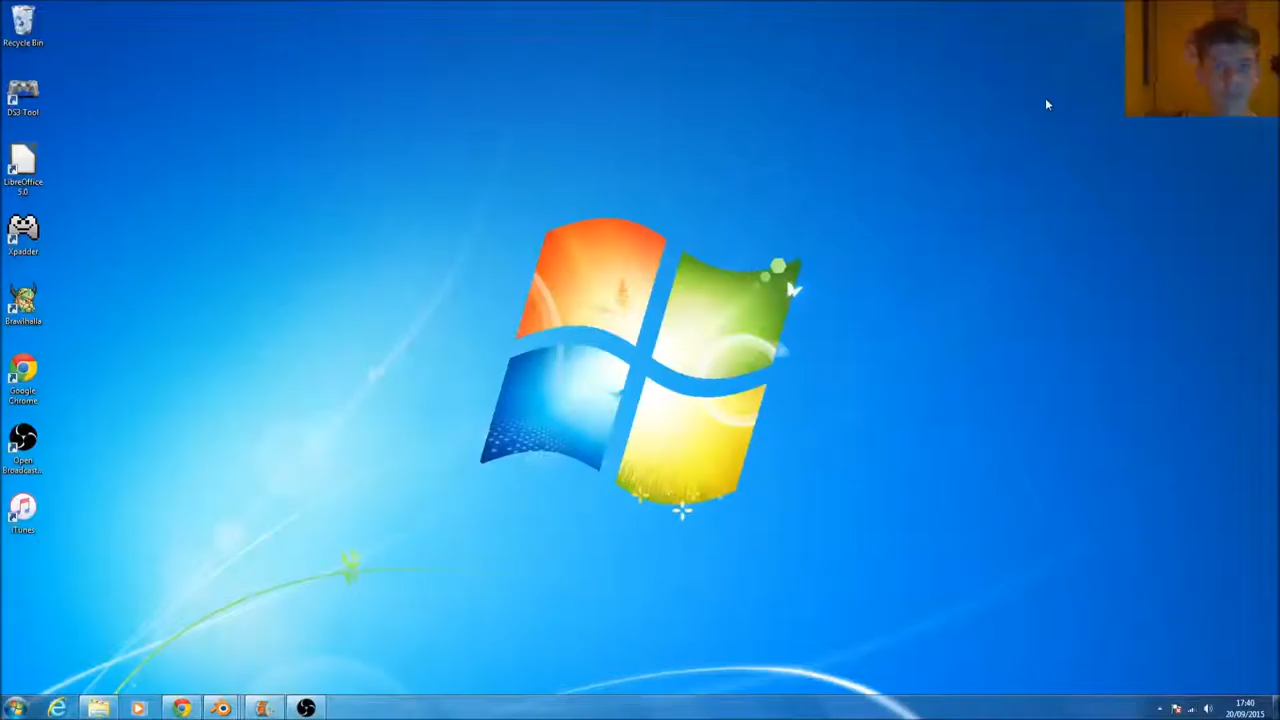 Recycle Bin
DS3 Tool
LibreOffice
5.0
Xpadder
Brawlhalla
Google
Chrome
Open
Broadcast...
iTunes
17:40
20/09/2015